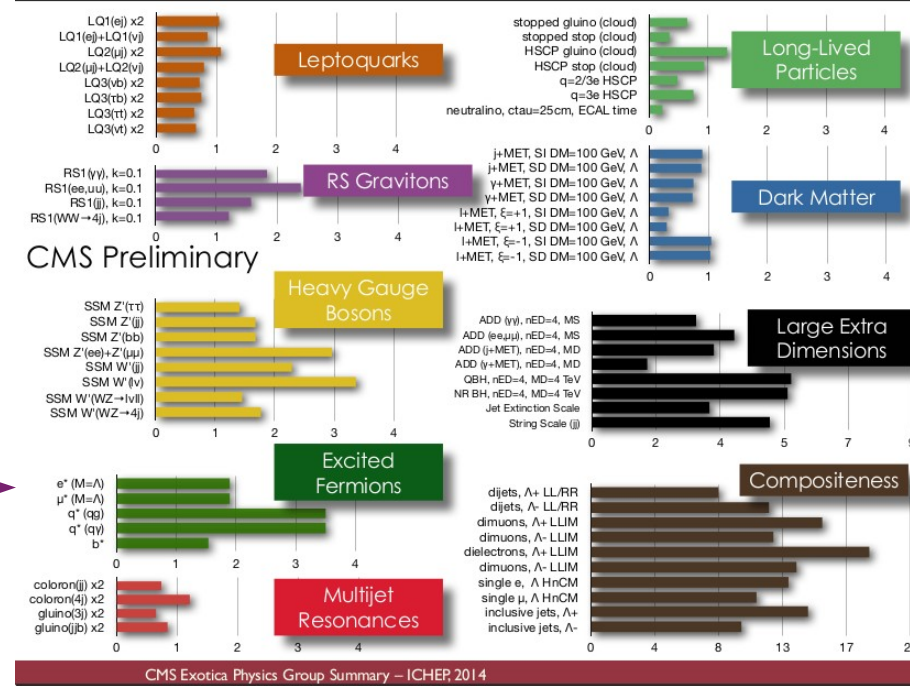 LQ1(ej) x2
LQ1(ej)+LQ1(νj)
LQ2(μj) x2
LQ2(μj)+LQ2(νj)
LQ3(νb) x2
LQ3(τb) x2
LQ3(τt) x2
LQ3(vt) x2
0 1 2 3 4
Leptoquarks
RS1(γγ), k=0.1
RS1(ee,uu), k=0.1
RS1(jj), k=0.1
RS1(WW→4j), k=0.1
0 1 2 3 4
RS Gravitons
CMS Preliminary
SSM Z'(ττ)
SSM Z'(jj)
SSM Z'(bb)
SSM Z'(ee)+Z'(μμ)
SSM W'(jj)
SSM W'(lv)
SSM W'(WZ→lvll)
SSM W'(WZ→4j)
0 1 2 3 4
Heavy Gauge
Bosons
e* (M=Λ)
μ* (M=Λ)
q* (qg)
q* (qγ)
b*
0 1 2 3 4
Excited
Fermions
coloron(jj) x2
coloron(4j) x2
gluino(3j) x2
gluino(jjb) x2
0 1 2 3 4
Multijet
Resonances
stopped gluino (cloud)
stopped stop (cloud)
HSCP gluino (cloud)
HSCP stop (cloud)
q=2/3e HSCP
q=3e HSCP
neutralino, ctau=25cm, ECAL time
0 1 2 3 4
Long-Lived
Particles
j+MET, SI DM=100 GeV, Λ
j+MET, SD DM=100 GeV, Λ
γ+MET, SI DM=100 GeV, Λ
γ+MET, SD DM=100 GeV, Λ
l+MET, ξ=+1, SI DM=100 GeV, Λ
l+MET, ξ=+1, SD DM=100 GeV, Λ
l+MET, ξ=-1, SI DM=100 GeV, Λ
l+MET, ξ=-1, SD DM=100 GeV, Λ
0 1 2 3 4
Dark Matter
ADD (γγ), nED=4, MS
ADD (ee,μμ), nED=4, MS
ADD (j+MET), nED=4, MD
ADD (γ+MET), nED=4, MD
QBH, nED=4, MD=4 TeV
NR BH, nED=4, MD=4 TeV
Jet Extinction Scale
String Scale (jj)
0 2 4 5 7
Large Extra
Dimensions
dijets, Λ+ LL/RR
dijets, Λ- LL/RR
dimuons, Λ+ LLIM
dimuons, Λ- LLIM
dielectrons, Λ+ LLIM
dimuons, Λ- LLIM
single e, Λ HnCM
single μ, Λ HnCM
inclusive jets, Λ+
inclusive jets, Λ-
0 4 8 13 17
Compositeness
CMS Exotica Physics Group Summary – ICHEP, 2014